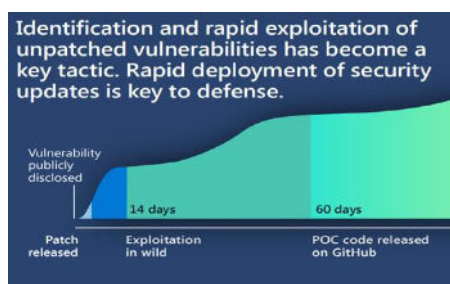 Identification and rapid exploitation of
unpatched vulnerabilities has become a
key tactic. Rapid deployment of security
updates is key to defense.
Vulnerability
publicly
disclosed
14 days
60 days
Patch
released
Exploitation
in wild
POC code released
on GitHub